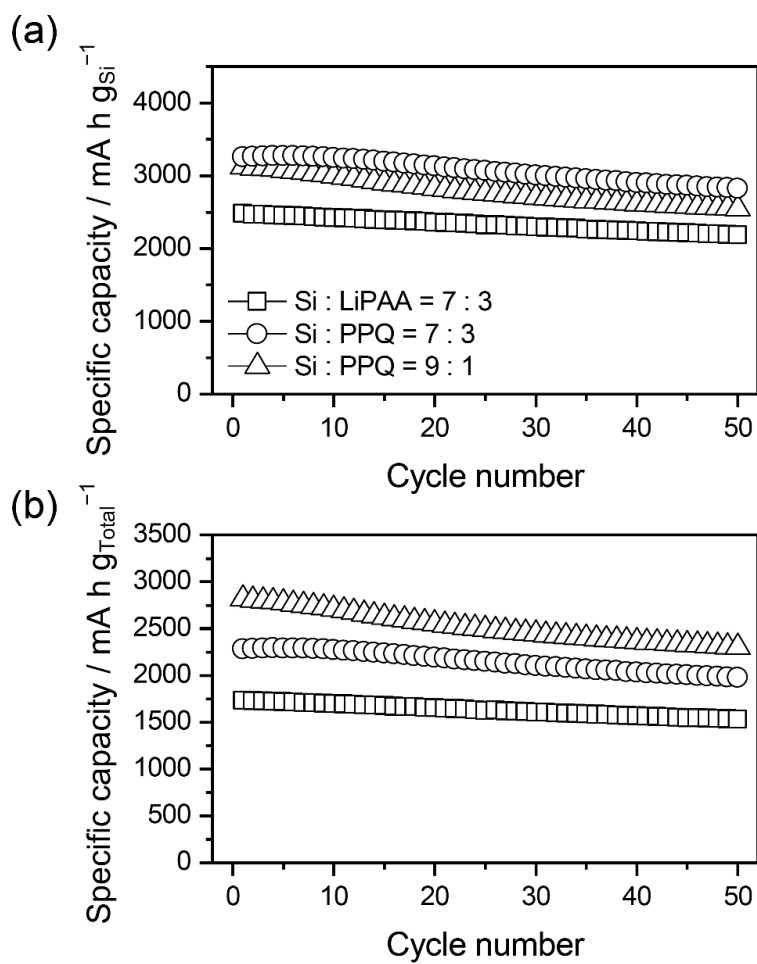 (a)
Specific capacity / mA h gSi⁻¹
4000
3000
2000
1000
0
Si : LiPAA = 7 : 3
Si : PPQ = 7 : 3
Si : PPQ = 9 : 1
0 10 20 30 40 50
Cycle number
(b)
Specific capacity / mA h gTotal⁻¹
3500
3000
2500
2000
1500
1000
500
0
0 10 20 30 40 50
Cycle number